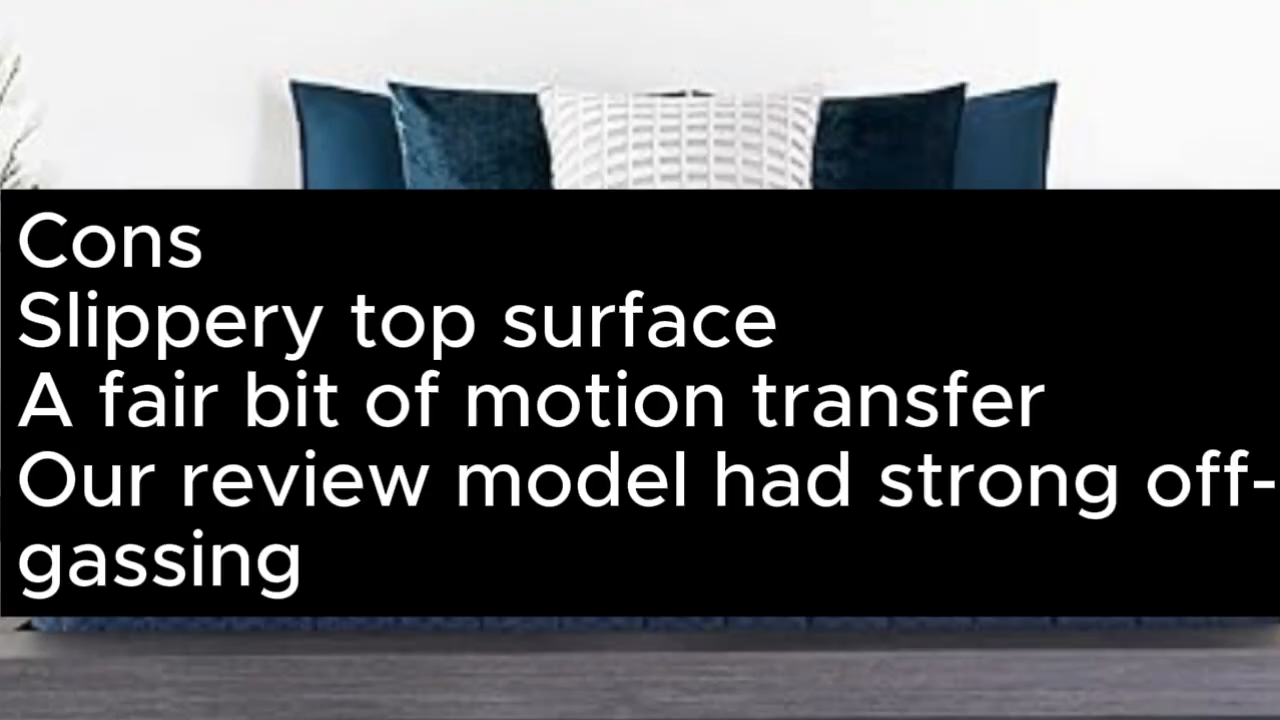 Cons
Slippery top surface
A fair bit of motion transfer
Our review model had strong off-
gassing